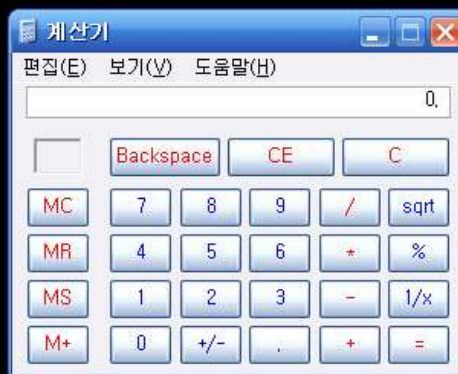 계산기
편집(E) 보기(V) 도움말(H)
0.
Backspace CE C
MC 7 8 9 / sqrt
MR 4 5 6 * %
MS 1 2 3 - 1/x
M+ 0 +/- . + =